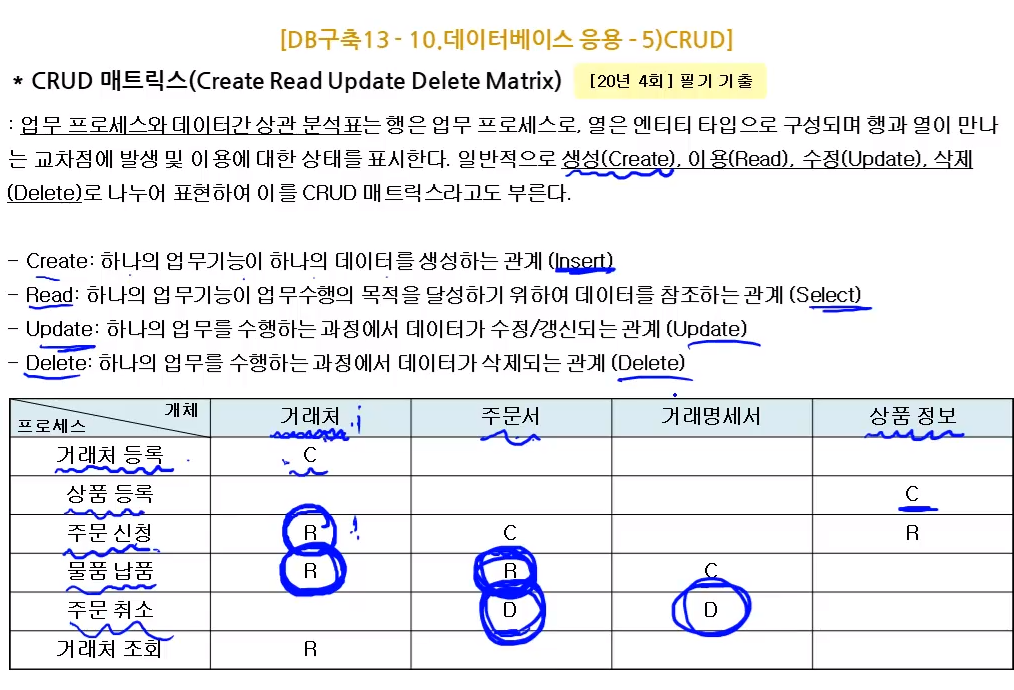 [DB구축13 - 10.데이터베이스 응용 - 5)CRUD]
* CRUD 매트릭스(Create Read Update Delete Matrix) [20년 4회] 필기 기출
: 업무 프로세스와 데이터간 상관 분석표는 행은 업무 프로세스로, 열은 엔티티 타입으로 구성되며 행과 열이 만나
는 교차점에 발생 및 이용에 대한 상태를 표시한다. 일반적으로 생성(Create), 이용(Read), 수정(Update), 삭제
(Delete)로 나누어 표현하여 이를 CRUD 매트릭스라고도 부른다.
- Create: 하나의 업무기능이 하나의 데이터를 생성하는 관계 (Insert)
- Read: 하나의 업무기능이 업무수행의 목적을 달성하기 위하여 데이터를 참조하는 관계 (Select)
- Update: 하나의 업무를 수행하는 과정에서 데이터가 수정/갱신되는 관계 (Update)
- Delete: 하나의 업무를 수행하는 과정에서 데이터가 삭제되는 관계 (Delete)
개체
프로세스 거래처 주문서 거래명세서 상품 정보
거래처 등록 C
상품 등록 C
주문 신청 R C R
물품 납품 R R C
주문 취소 D D
거래처 조회 R